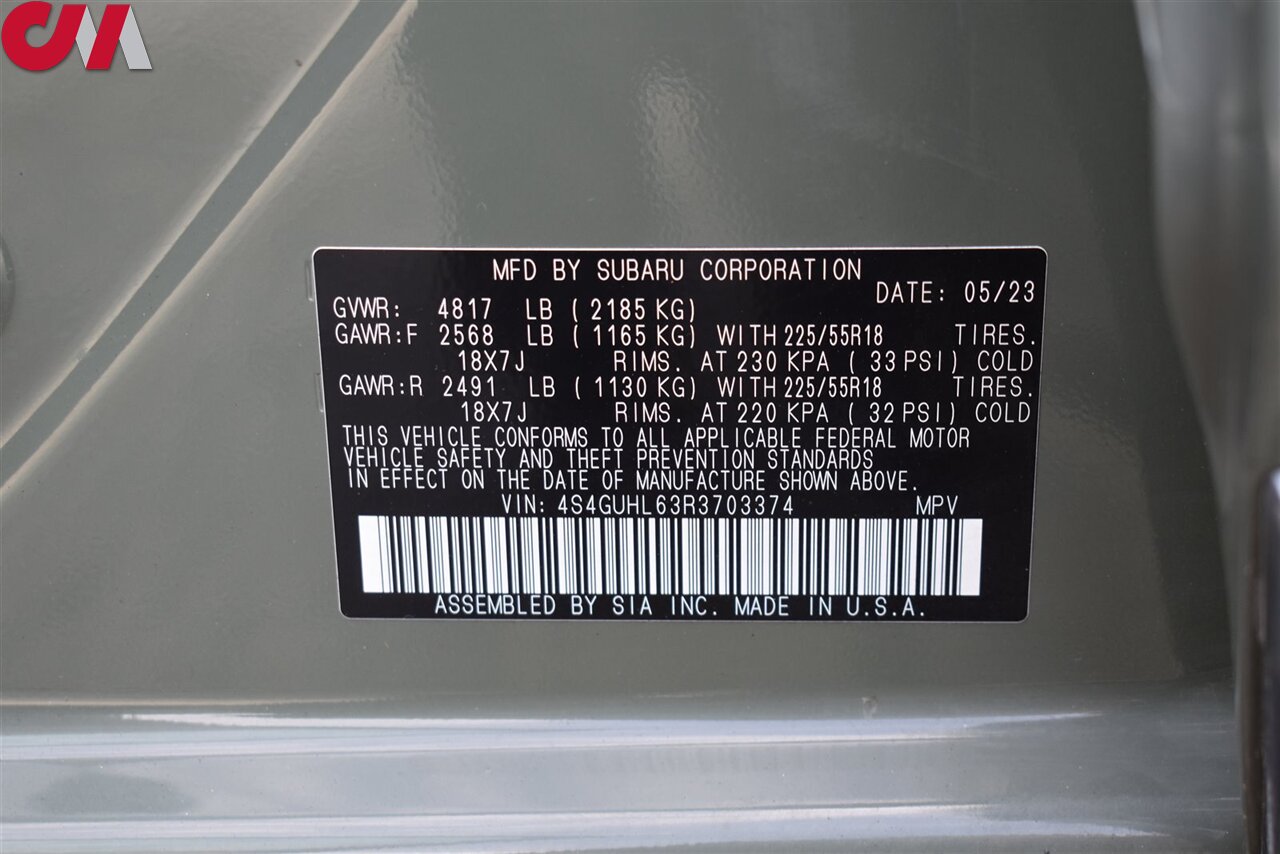 CM
MFD BY SUBARU CORPORATION
DATE: 05/23
GVWR: 4817 LB ( 2185 KG)
GAWR:F 2568 LB ( 1165 KG) WITH 225/55R18 TIRES.
18X7J RIMS. AT 230 KPA ( 33 PSI) COLD
GAWR:R 2491 LB ( 1130 KG) WITH 225/55R18 TIRES.
18X7J RIMS. AT 220 KPA ( 32 PSI) COLD
THIS VEHICLE CONFORMS TO ALL APPLICABLE FEDERAL MOTOR
VEHICLE SAFETY AND THEFT PREVENTION STANDARDS
IN EFFECT ON THE DATE OF MANUFACTURE SHOWN ABOVE.
VIN: 4S4GUHL63R3703374 MPV
ASSEMBLED BY SIA INC. MADE IN U.S.A.